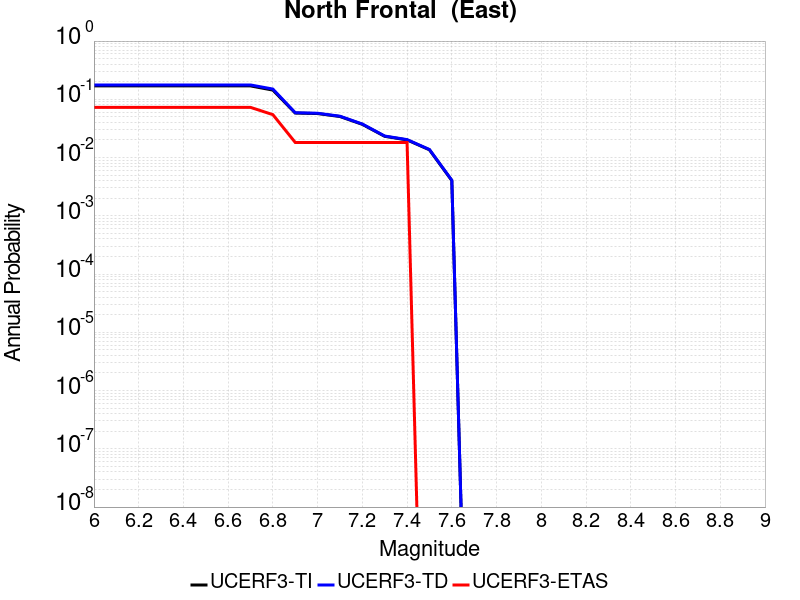 North Frontal  (East)
10^0
10^-1
10^-2
10^-3
10^-4
10^-5
10^-6
10^-7
10^-8
Annual Probability
6 6.2 6.4 6.6 6.8 7 7.2 7.4 7.6 7.8 8 8.2 8.4 8.6 8.8 9
Magnitude
UCERF3-TI UCERF3-TD UCERF3-ETAS